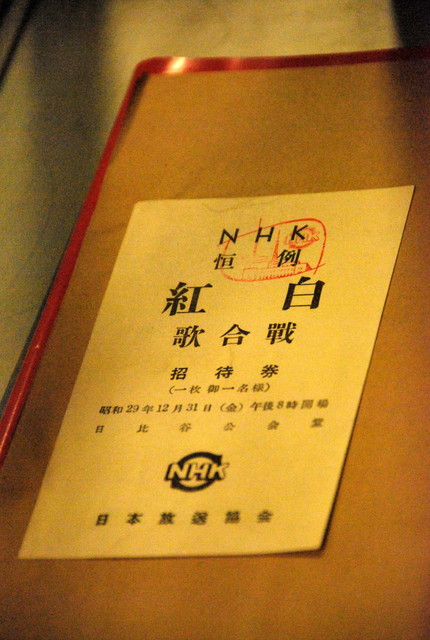 NHK
恒例
紅白
歌合戰
招待券
(一枚御一名様)
昭和29年12月31日(金)午後8時開場
日比谷公会堂
NHK
日本放送協会